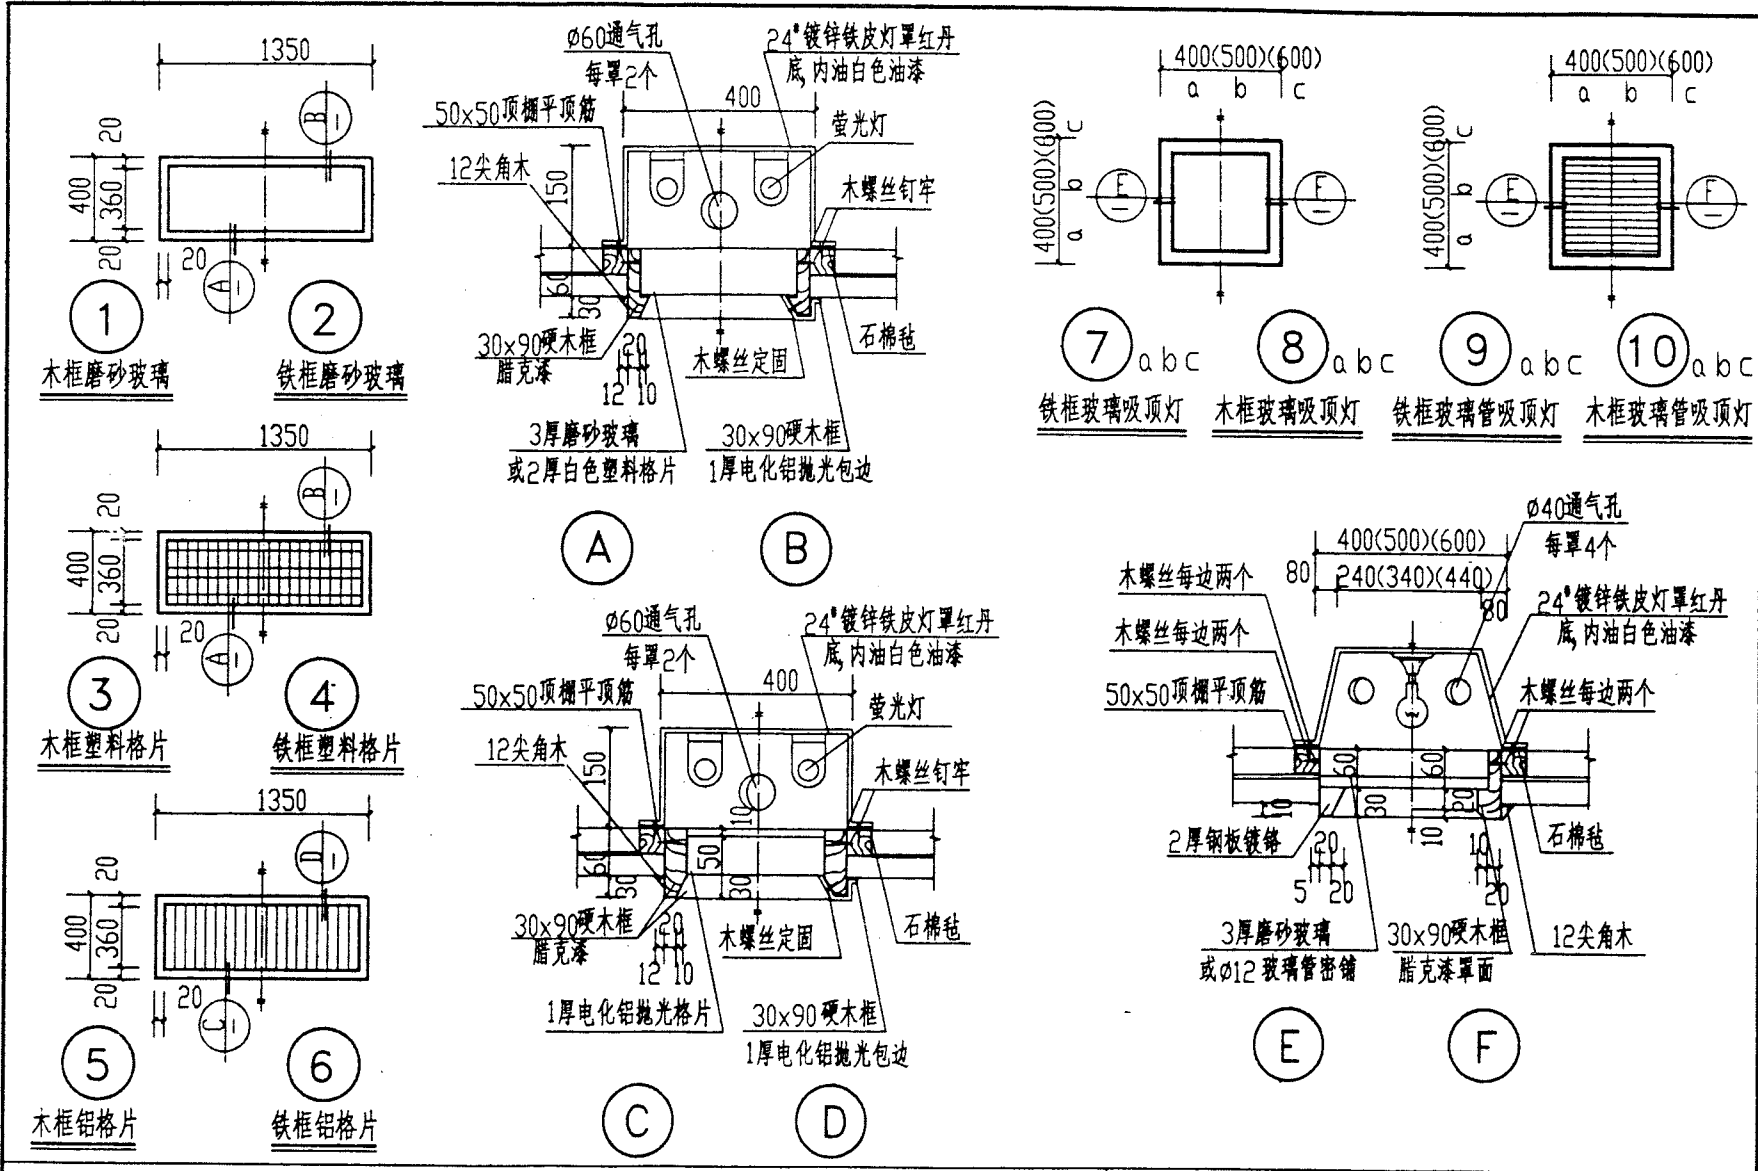 1350
B
20
400
360
20
20
A
1
2
木框磨砂玻璃
铁框磨砂玻璃
1350
B
20
400
360
20
20
A
3
4
木框塑料格片
铁框塑料格片
1350
D
20
400
360
20
20
C
5
6
木框铝格片
铁框铝格片
Ø60通气孔
每罩2个
24#镀锌铁皮灯罩红丹
底,内油白色油漆
400
50x50顶棚平顶筋
萤光灯
12尖角木
150
木螺丝钉牢
60
30
30x90硬木框
腊克漆
20
12 10
木螺丝定固
石棉毡
3厚磨砂玻璃
或2厚白色塑料格片
30x90硬木框
1厚电化铝抛光包边
A
B
Ø60通气孔
每罩2个
24#镀锌铁皮灯罩红丹
底,内油白色油漆
400
50x50顶棚平顶筋
萤光灯
12尖角木
150
木螺丝钉牢
10
60
50
30
30
30x90硬木框
腊克漆
20
12 10
木螺丝定固
石棉毡
1厚电化铝抛光格片
30x90硬木框
1厚电化铝抛光包边
C
D
400(500)(600)
a b c
400(500)(600)
a b c
E
F
7 abc
8 abc
铁框玻璃吸顶灯
木框玻璃吸顶灯
400(500)(600)
a b c
400(500)(600)
a b c
E
F
9 abc
10 abc
铁框玻璃管吸顶灯
木框玻璃管吸顶灯
Ø40通气孔
每罩4个
400(500)(600)
木螺丝每边两个
80
240(340)(440)
80
24#镀锌铁皮灯罩红丹
底,内油白色油漆
木螺丝每边两个
50x50顶棚平顶筋
木螺丝每边两个
60
60
10
30
20
10
2厚钢板镀铬
20
5 20
10
20
石棉毡
3厚磨砂玻璃
或Ø12玻璃管密铺
30x90硬木框
腊克漆罩面
12尖角木
E
F